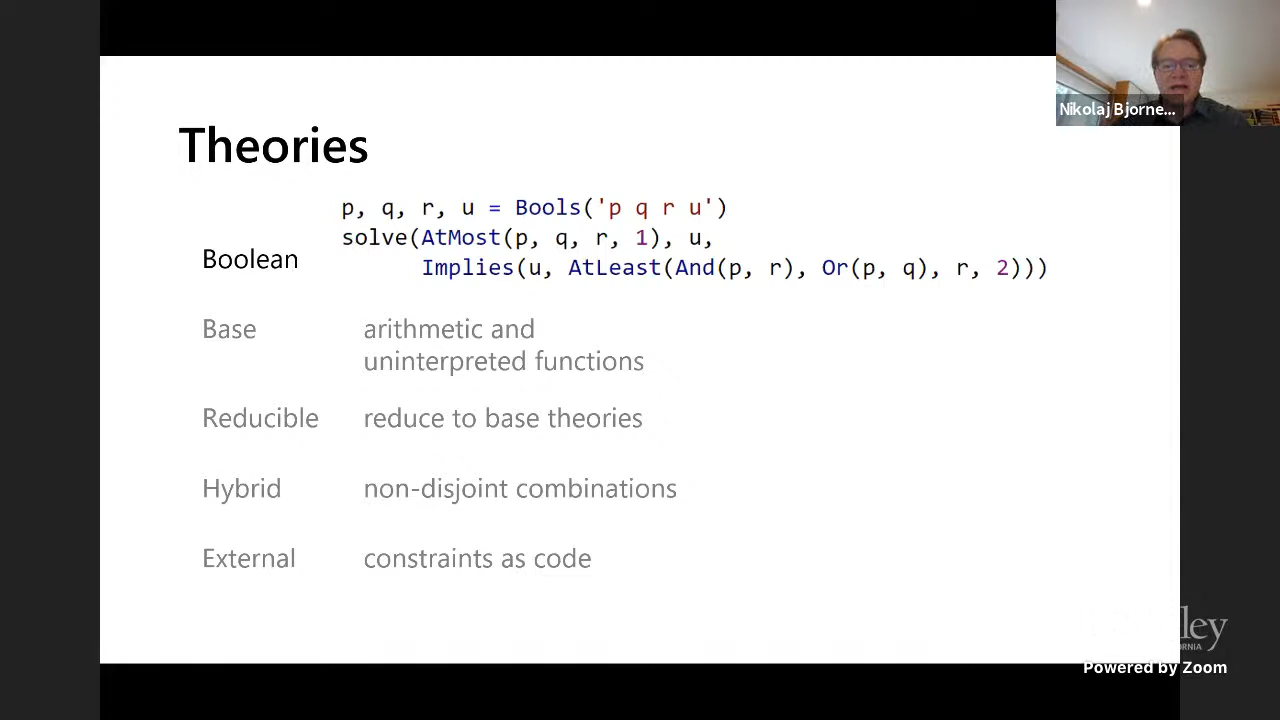 Nikolaj Bjorne...
Theories
p, q, r, u = Bools('p q r u')
solve(AtMost(p, q, r, 1), u,
Implies(u, AtLeast(And(p, r), Or(p, q), r, 2)))
Boolean
Base arithmetic and
uninterpreted functions
Reducible reduce to base theories
Hybrid non-disjoint combinations
External constraints as code
Powered by Zoom